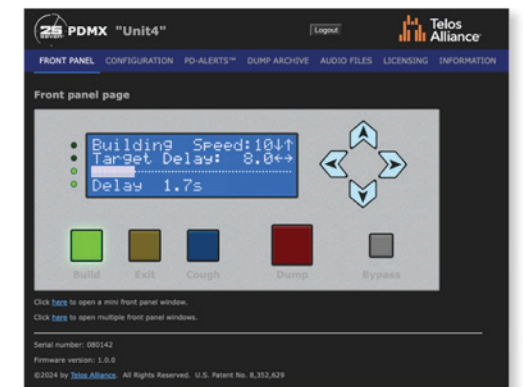 25
SEVEN
PDMX "Unit4"
Logout
Telos
Alliance
FRONT PANEL CONFIGURATION PD-ALERTS™ DUMP ARCHIVE AUDIO FILES LICENSING INFORMATION
Front panel page
Building Speed:10↓↑
Target Delay: 8.0↔
Delay 1.7s
Build Exit Cough Dump Bypass
Click here to open a mini front panel window.
Click here to open multiple front panel windows.
Serial number: 080142
Firmware version: 1.0.0
©2024 by Telos Alliance. All Rights Reserved. U.S. Patent No. 8,352,629